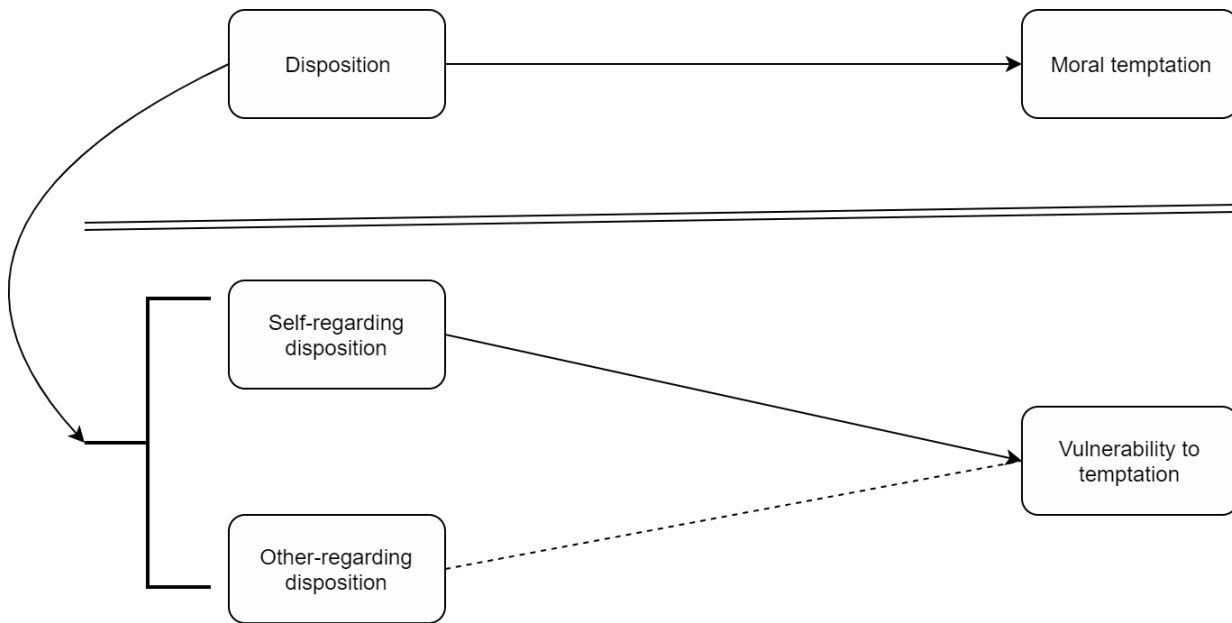 Disposition
Moral temptation
Self-regarding
disposition
Vulnerability to
temptation
Other-regarding
disposition